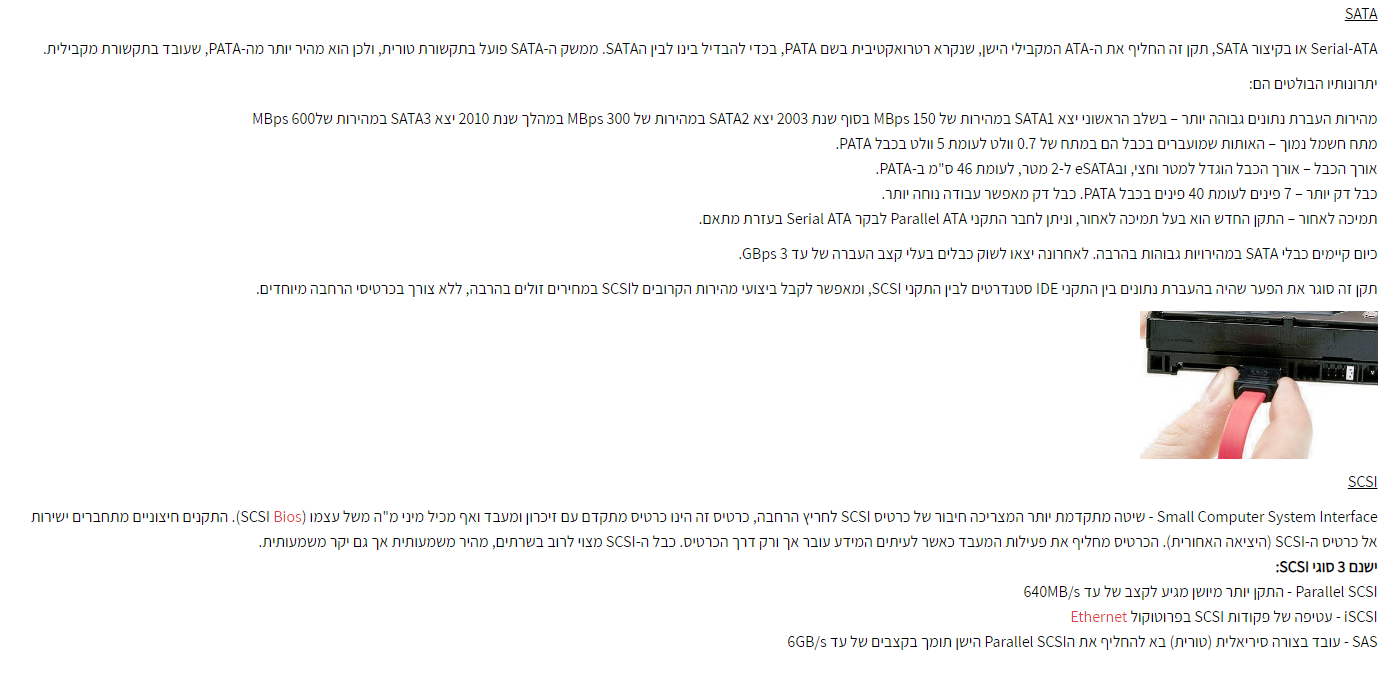 SATA
Serial-ATA או בקיצור SATA, תקן זה החליף את ה-ATA המקבילי הישן, שנקרא רטרואקטיבית בשם PATA, בכדי להבדיל בינו לבין הSATA. ממשק ה-SATA פועל בתקשורת טורית, ולכן הוא מהיר יותר מה-PATA, שעובד בתקשורת מקבילית.
יתרונותיו הבולטים הם:
מהירות העברת נתונים גבוהה יותר – בשלב הראשוני יצא SATA1 במהירות של 150 MBps בסוף שנת 2003 יצא SATA2 במהירות של 300 MBps במהלך שנת 2010 יצא SATA3 במהירות של600 MBps
מתח חשמל נמוך – האותות שמועברים בכבל הם במתח של 0.7 וולט לעומת 5 וולט בכבל PATA.
אורך הכבל – אורך הכבל הוגדל למטר וחצי, ובeSATA ל-2 מטר, לעומת 46 ס"מ ב-PATA.
כבל דק יותר – 7 פינים לעומת 40 פינים בכבל PATA. כבל דק מאפשר עבודה נוחה יותר.
תמיכה לאחור – התקן החדש הוא בעל תמיכה לאחור, וניתן לחבר התקני Parallel ATA לבקר Serial ATA בעזרת מתאם.
כיום קיימים כבלי SATA במהירויות גבוהות בהרבה. לאחרונה יצאו לשוק כבלים בעלי קצב העברה של עד 3 GBps.
תקן זה סוגר את הפער שהיה בהעברת נתונים בין התקני IDE סטנדרטים לבין התקני SCSI, ומאפשר לקבל ביצועי מהירות הקרובים לSCSI במחירים זולים בהרבה, ללא צורך בכרטיסי הרחבה מיוחדים.
SCSI
Small Computer System Interface - שיטה מתקדמת יותר המצריכה חיבור של כרטיס SCSI לחריץ הרחבה, כרטיס זה הינו כרטיס מתקדם עם זיכרון ומעבד ואף מכיל מיני מ"ה משל עצמו (SCSI Bios). התקנים חיצוניים מתחברים ישירות
אל כרטיס ה-SCSI (היציאה האחורית). הכרטיס מחליף את פעילות המעבד כאשר לעיתים המידע עובר אך ורק דרך הכרטיס. כבל ה-SCSI מצוי לרוב בשרתים, מהיר משמעותית אך גם יקר משמעותית.
ישנם 3 סוגי SCSI:
Parallel SCSI - התקן יותר מיושן מגיע לקצב של עד 640MB/s
iSCSI - עטיפה של פקודות SCSI בפרוטוקול Ethernet
SAS - עובד בצורה סיריאלית (טורית) בא להחליף את הParallel SCSI הישן תומך בקצבים של עד 6GB/s